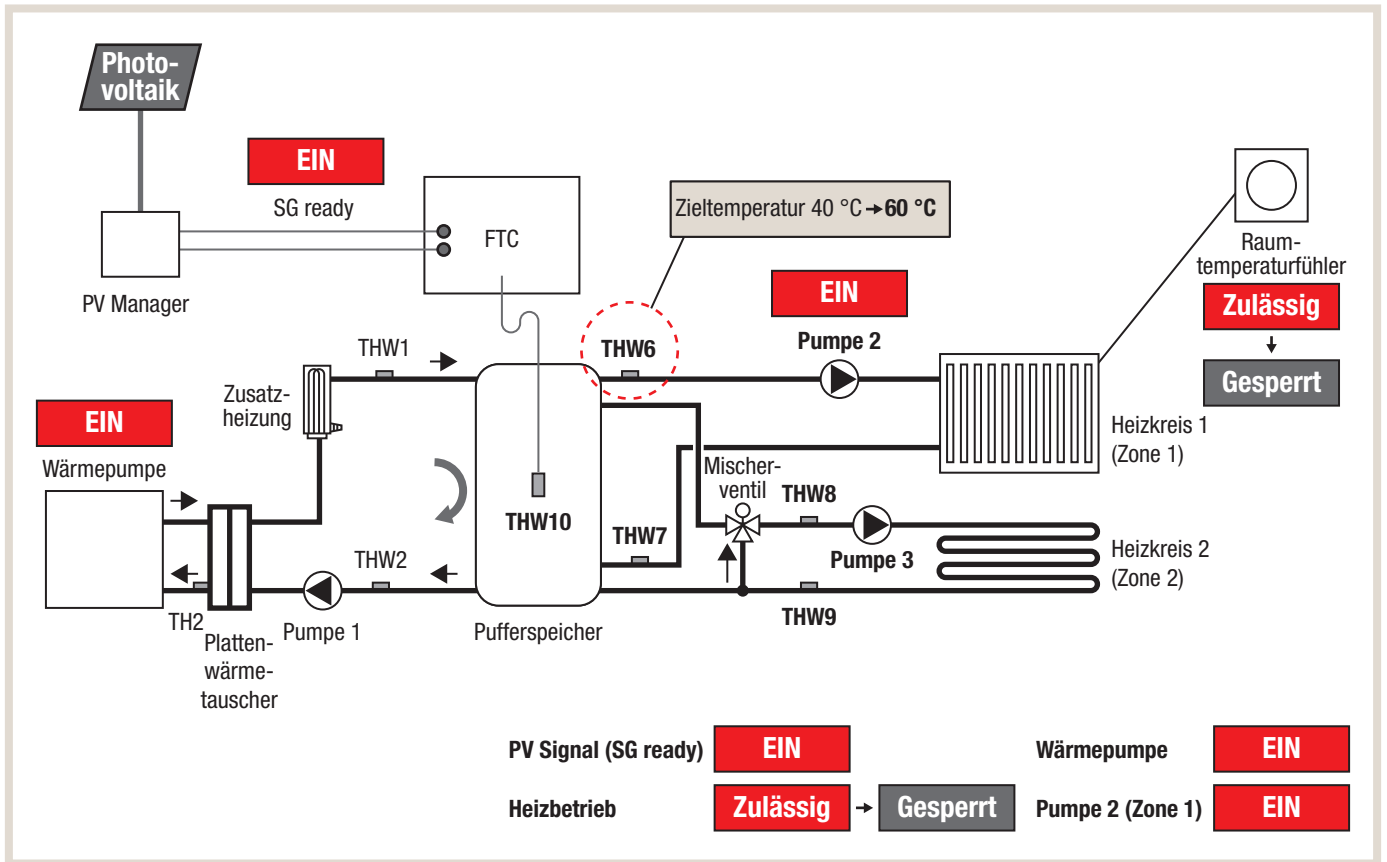 Photo-
voltaik
EIN
SG ready
FTC
PV Manager
Zieltemperatur 40 °C → 60 °C
Raum-
temperaturfühler
Zulässig
Gesperrt
EIN
Pumpe 2
THW1
THW6
Zusatz-
heizung
EIN
Wärmepumpe
Heizkreis 1
(Zone 1)
Mischer-
ventil
THW8
THW10
THW7
Pumpe 3
Heizkreis 2
(Zone 2)
THW2
THW9
TH2
Pumpe 1
Pufferspeicher
Platten-
wärme-
tauscher
PV Signal (SG ready) EIN
Wärmepumpe EIN
Heizbetrieb Zulässig → Gesperrt
Pumpe 2 (Zone 1) EIN